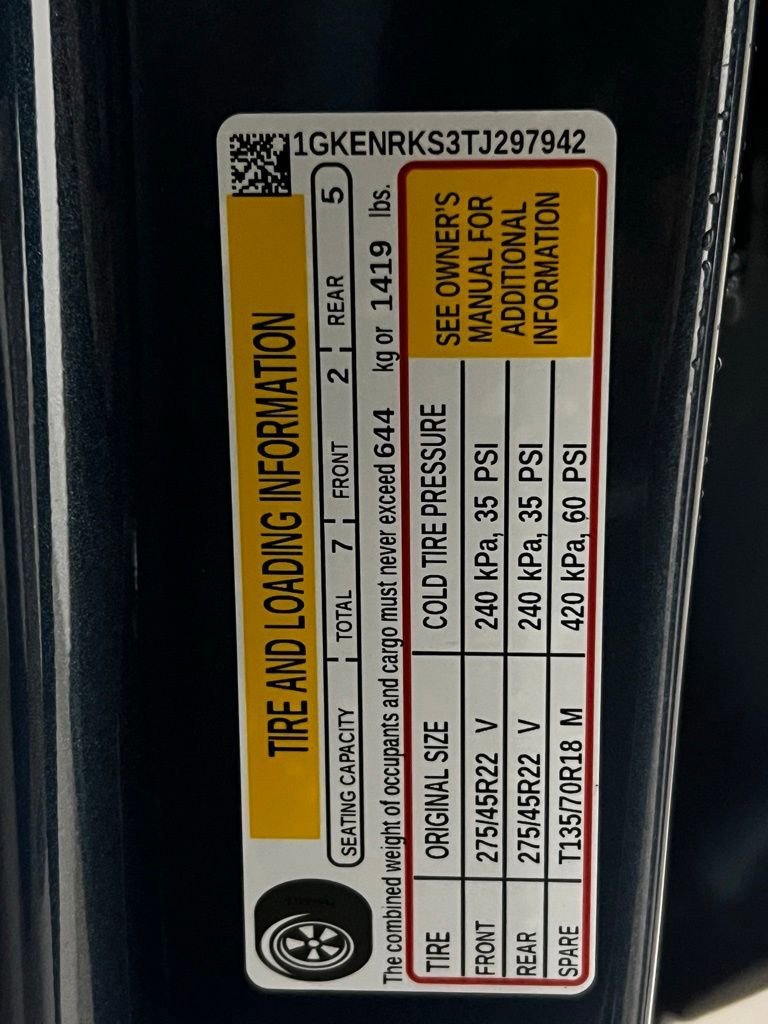 1GKENRKS3TJ297942
TIRE AND LOADING INFORMATION
SEATING CAPACITY TOTAL 7 FRONT 2 REAR 5
The combined weight of occupants and cargo must never exceed 644 kg or 1419 lbs.
TIRE ORIGINAL SIZE COLD TIRE PRESSURE
FRONT 275/45R22 V 240 kPa, 35 PSI
REAR 275/45R22 V 240 kPa, 35 PSI
SPARE T135/70R18 M 420 kPa, 60 PSI
SEE OWNER'S
MANUAL FOR
ADDITIONAL
INFORMATION